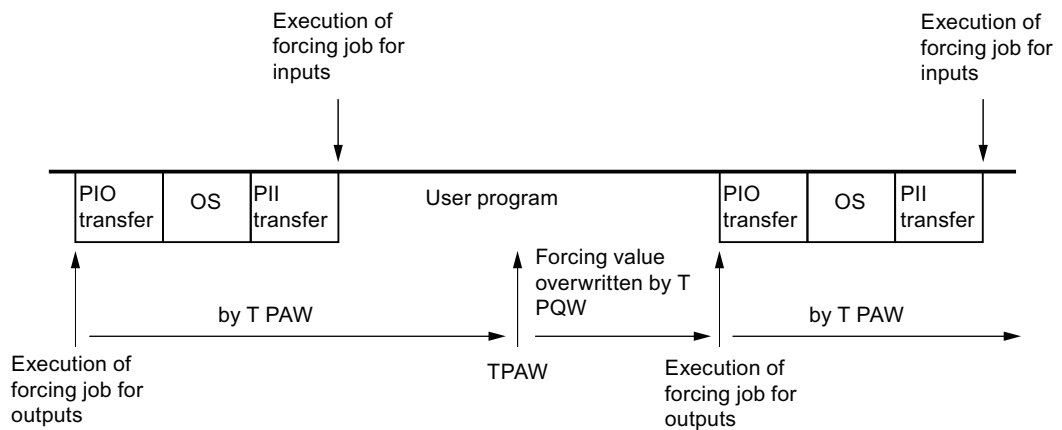 Execution of
forcing job for
inputs
Execution of
forcing job for
inputs
PIO
transfer
OS
PII
transfer
User program
PIO
transfer
OS
PII
transfer
Forcing value
overwritten by T
PQW
by T PAW
by T PAW
Execution of
forcing job for
outputs
TPAW
Execution of
forcing job for
outputs